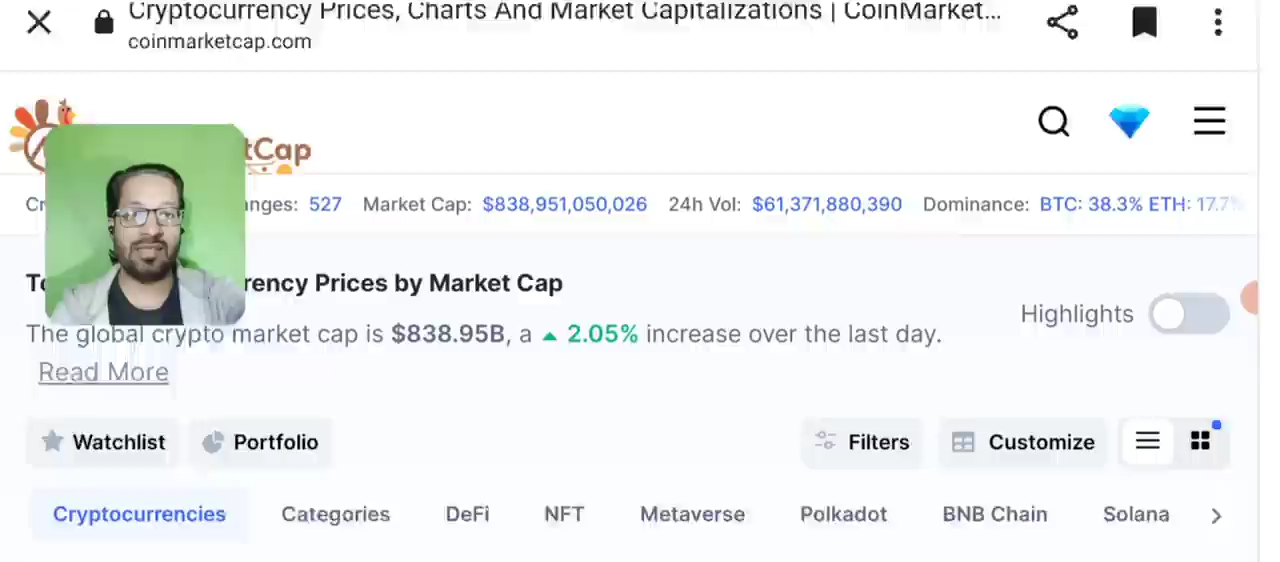 Cryptocurrency Prices, Charts And Market Capitalizations | CoinMarket...
coinmarketcap.com
tCap
527 Market Cap: $838,951,050,026 24h Vol: $61,371,880,390 Dominance: BTC: 38.3% ETH: 17.7%
Prices by Market Cap
Highlights
The global crypto market cap is $838.95B, a ▲ 2.05% increase over the last day.
Read More
Watchlist Portfolio Filters Customize
Cryptocurrencies Categories DeFi NFT Metaverse Polkadot BNB Chain Solana